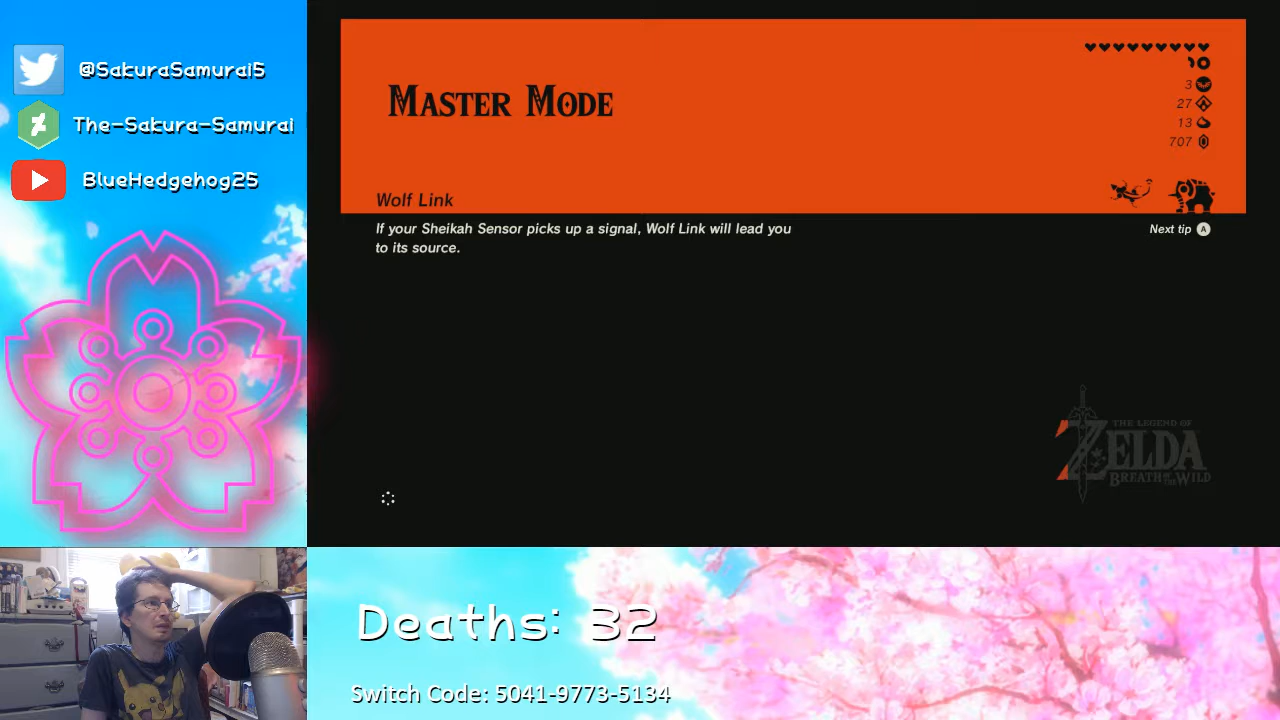 @SakuraSamurai5
The-Sakura-Samurai
BlueHedgehog25
Master Mode
3
27
13
707
Wolf Link
If your Sheikah Sensor picks up a signal, Wolf Link will lead you
to its source.
Next tip A
THE LEGEND OF
ZELDA
BREATH OF THE WILD
Deaths: 32
Switch Code: 5041-9773-5134